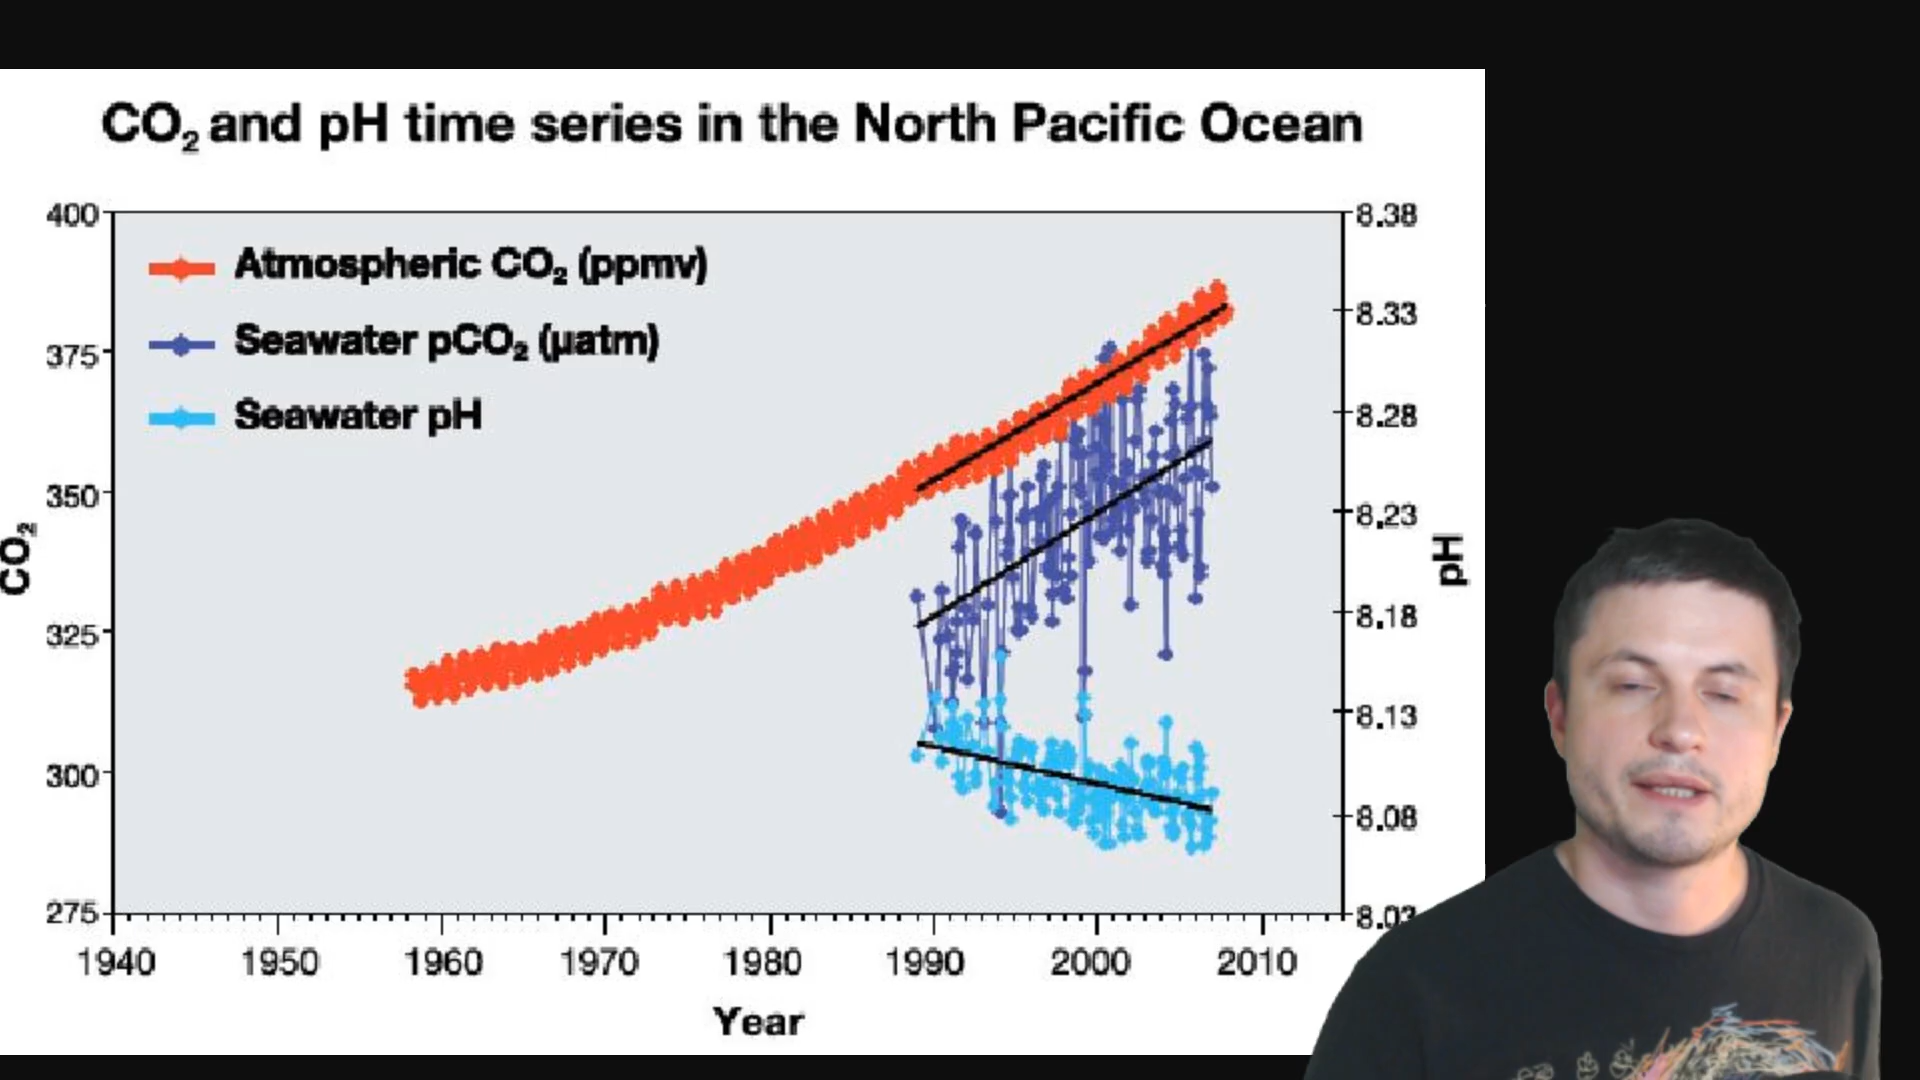 CO₂ and pH time series in the North Pacific Ocean
Atmospheric CO₂ (ppmv)
Seawater pCO₂ (µatm)
Seawater pH
400
375
350
325
300
275
CO₂
8.38
8.33
8.28
8.23
8.18
8.13
8.08
8.03
pH
1940 1950 1960 1970 1980 1990 2000 2010
Year